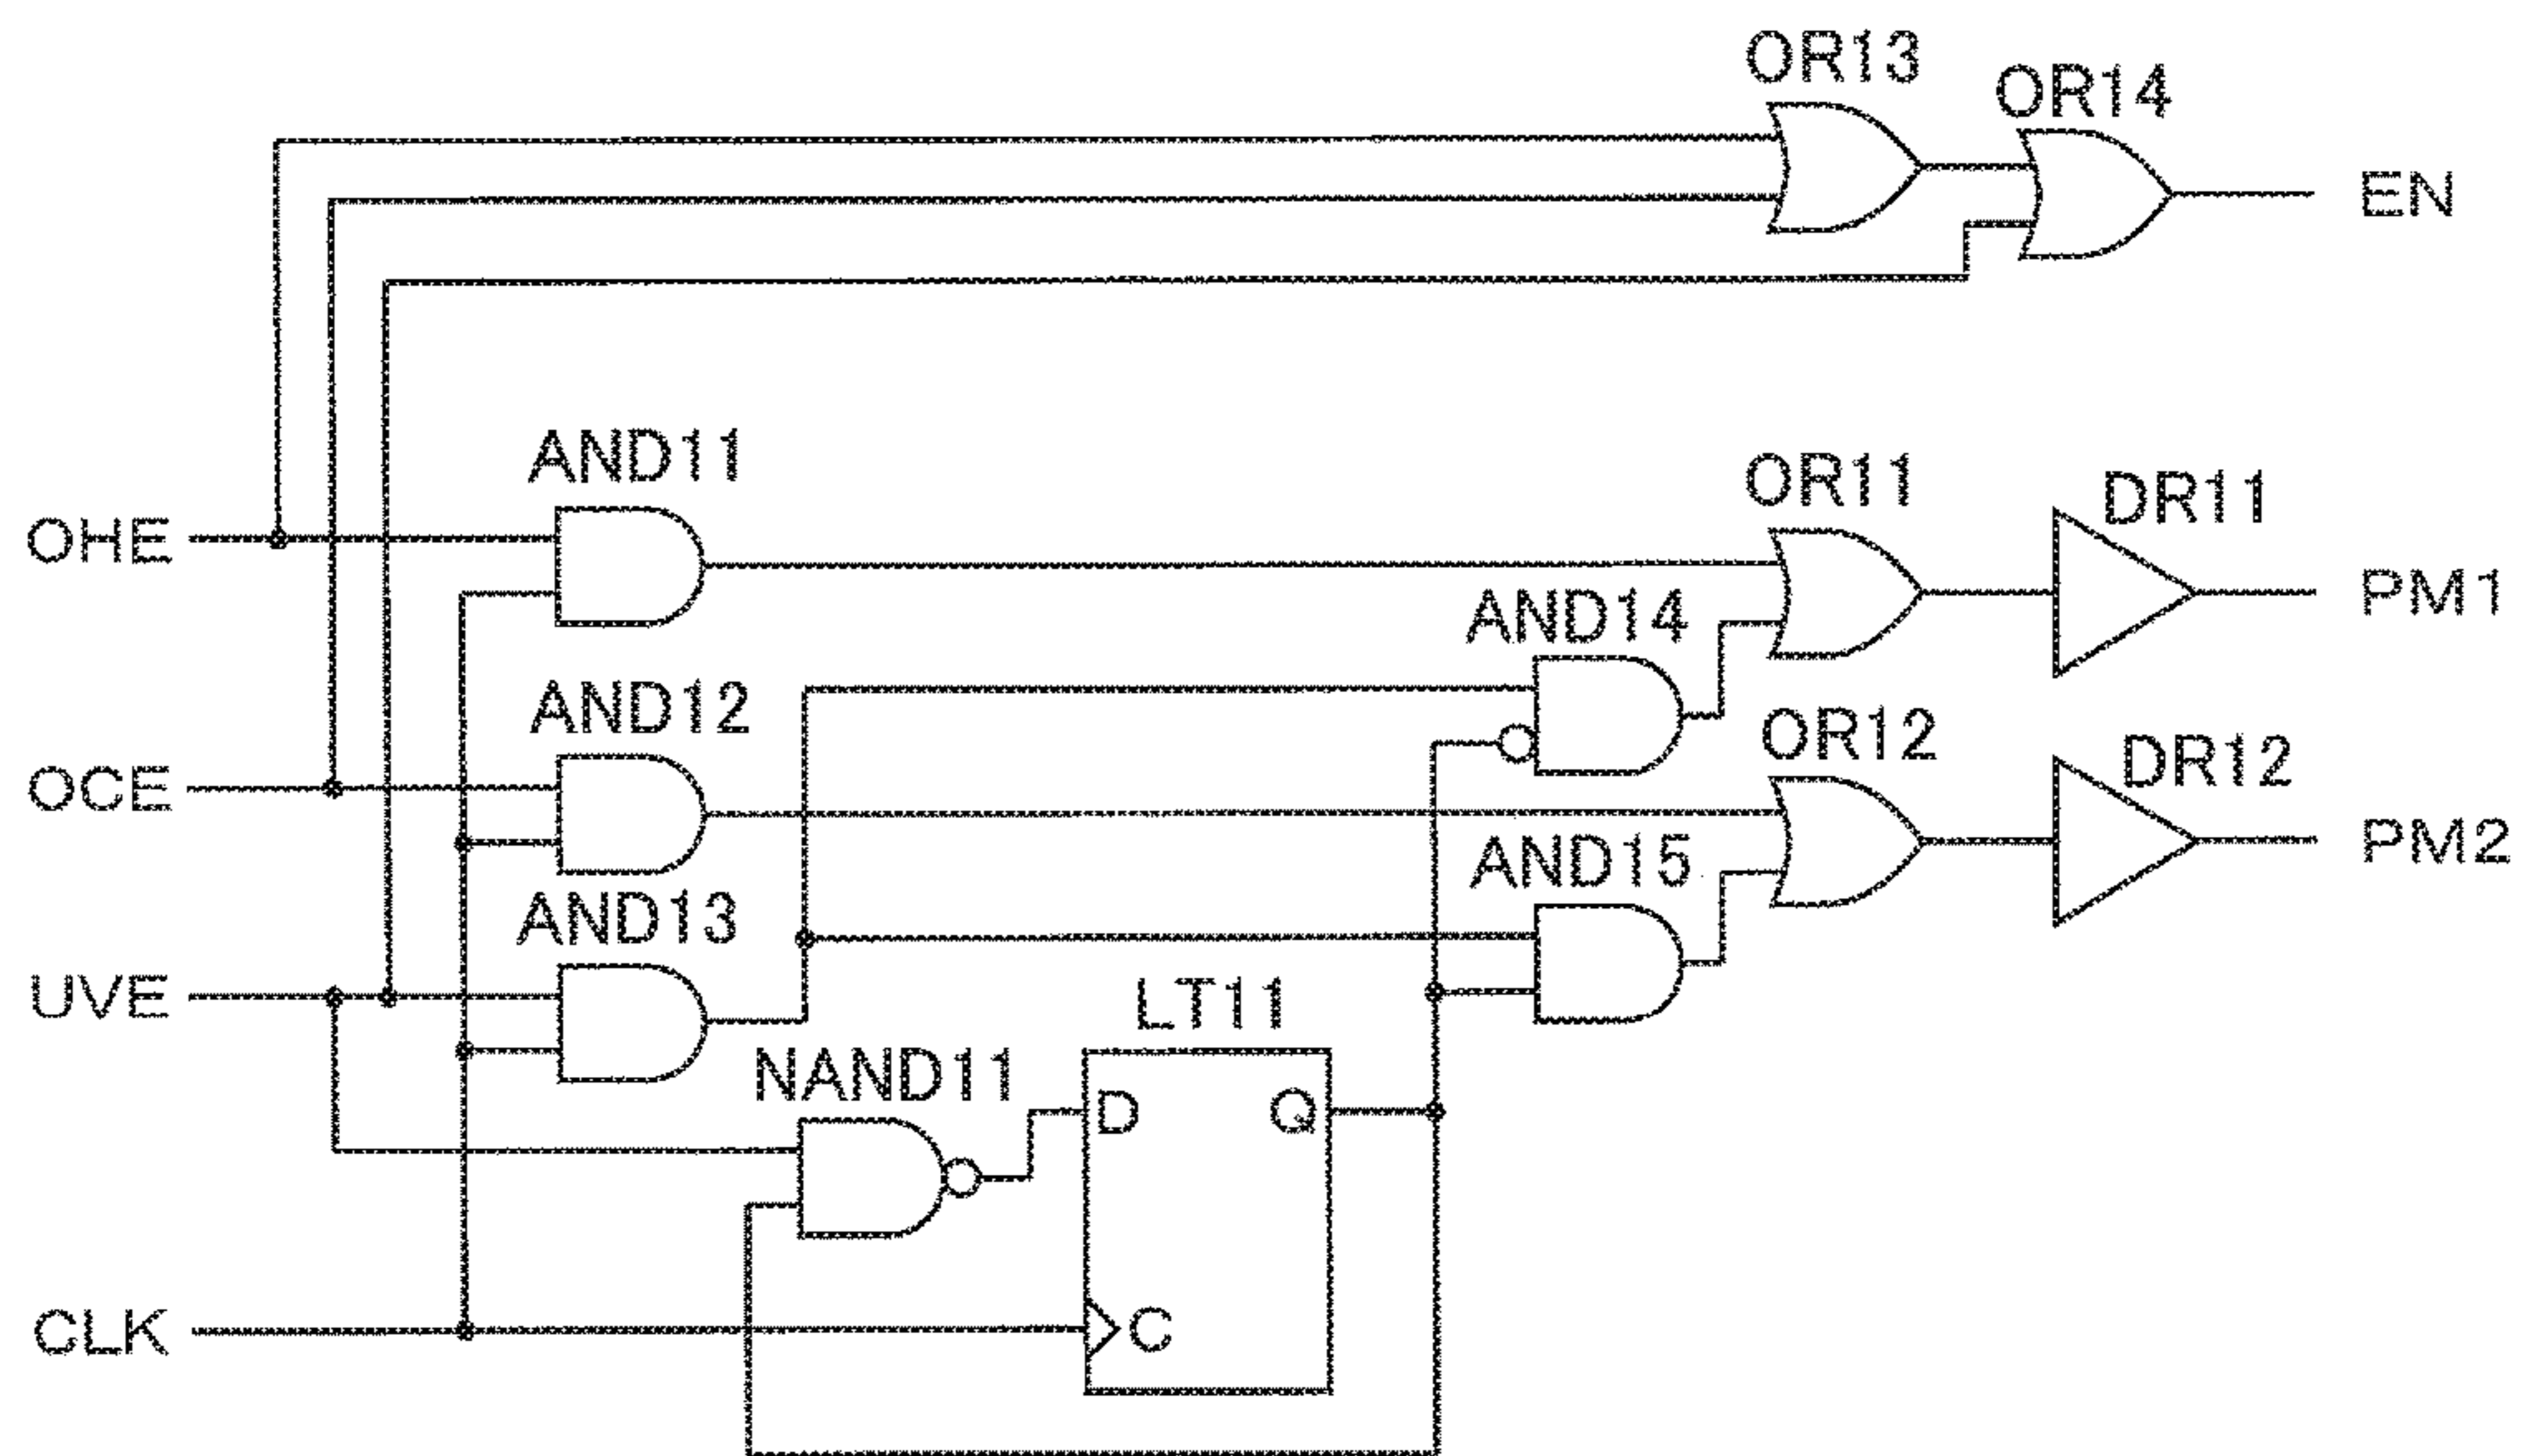 OR13
OR14
EN
AND11
OR11
DR11
OHE
PM1
AND14
AND12
OR12
DR12
OCE
PM2
AND15
AND13
UVE
LT11
NAND11
D
Q
CLK
C